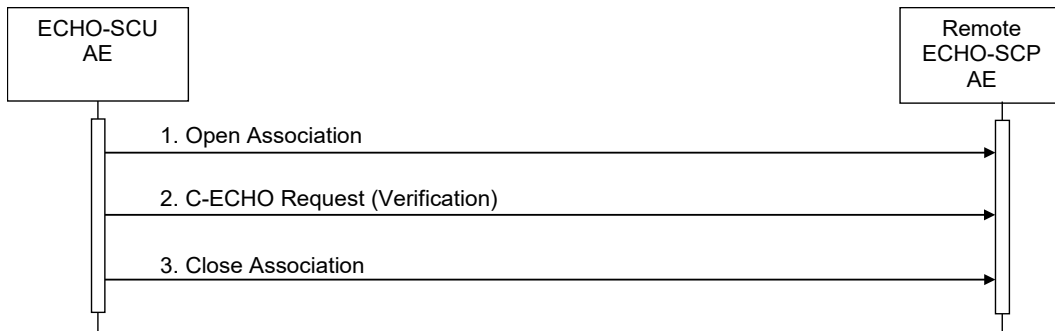 ECHO-SCU
AE
Remote
ECHO-SCP
AE
1. Open Association
2. C-ECHO Request (Verification)
3. Close Association